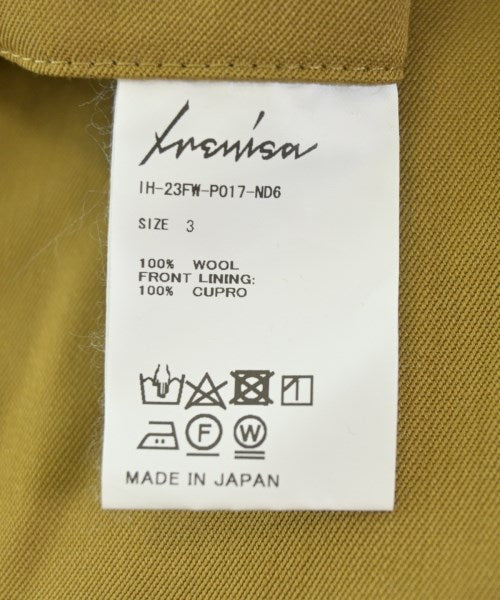 Irenisa
IH-23FW-P017-ND6
SIZE 3
100% WOOL
FRONT LINING:
100% CUPRO
F W
MADE IN JAPAN